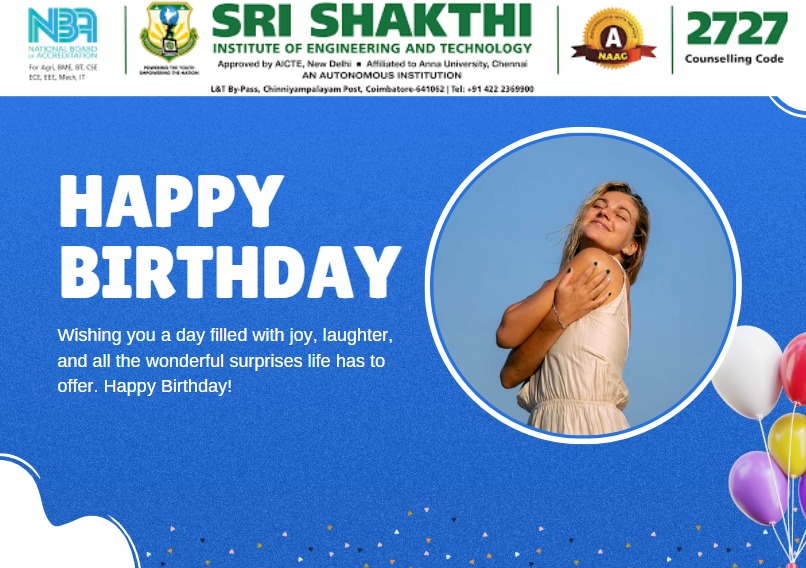 NBA
NATIONAL BOARD
OF ACCREDITATION
For Agri, BME, BT, CSE
ECE, EEE, Mech, IT
POWERING THE YOUTH
EMPOWERING THE NATION
SRI SHAKTHI
INSTITUTE OF ENGINEERING AND TECHNOLOGY
Approved by AICTE, New Delhi ■ Affiliated to Anna University, Chennai
AN AUTONOMOUS INSTITUTION
L&T By-Pass, Chinniyampalayam Post, Coimbatore-641062 | Tel: +91 422 2369900
A
NAAC
2727
Counselling Code
HAPPY
BIRTHDAY
Wishing you a day filled with joy, laughter,
and all the wonderful surprises life has to
offer. Happy Birthday!